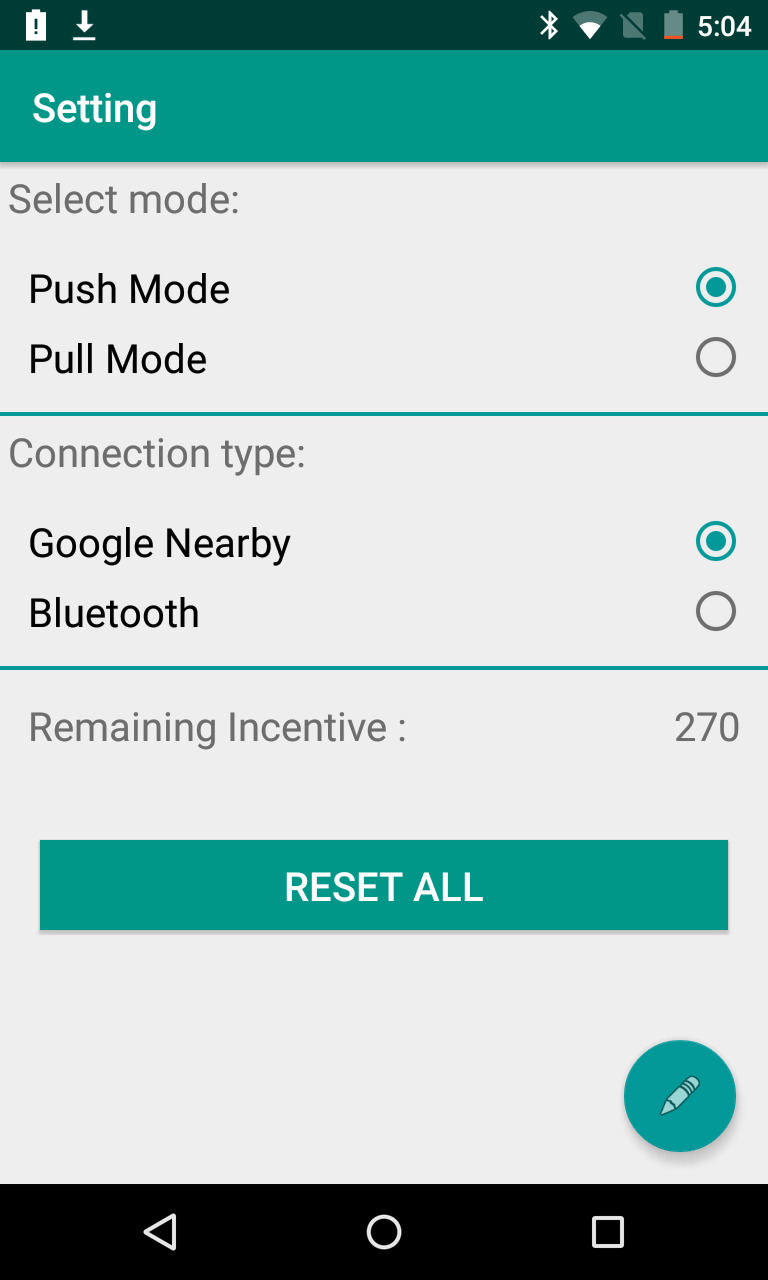 5:04
Setting
Select mode:
Push Mode
Pull Mode
Connection type:
Google Nearby
Bluetooth
Remaining Incentive : 270
RESET ALL